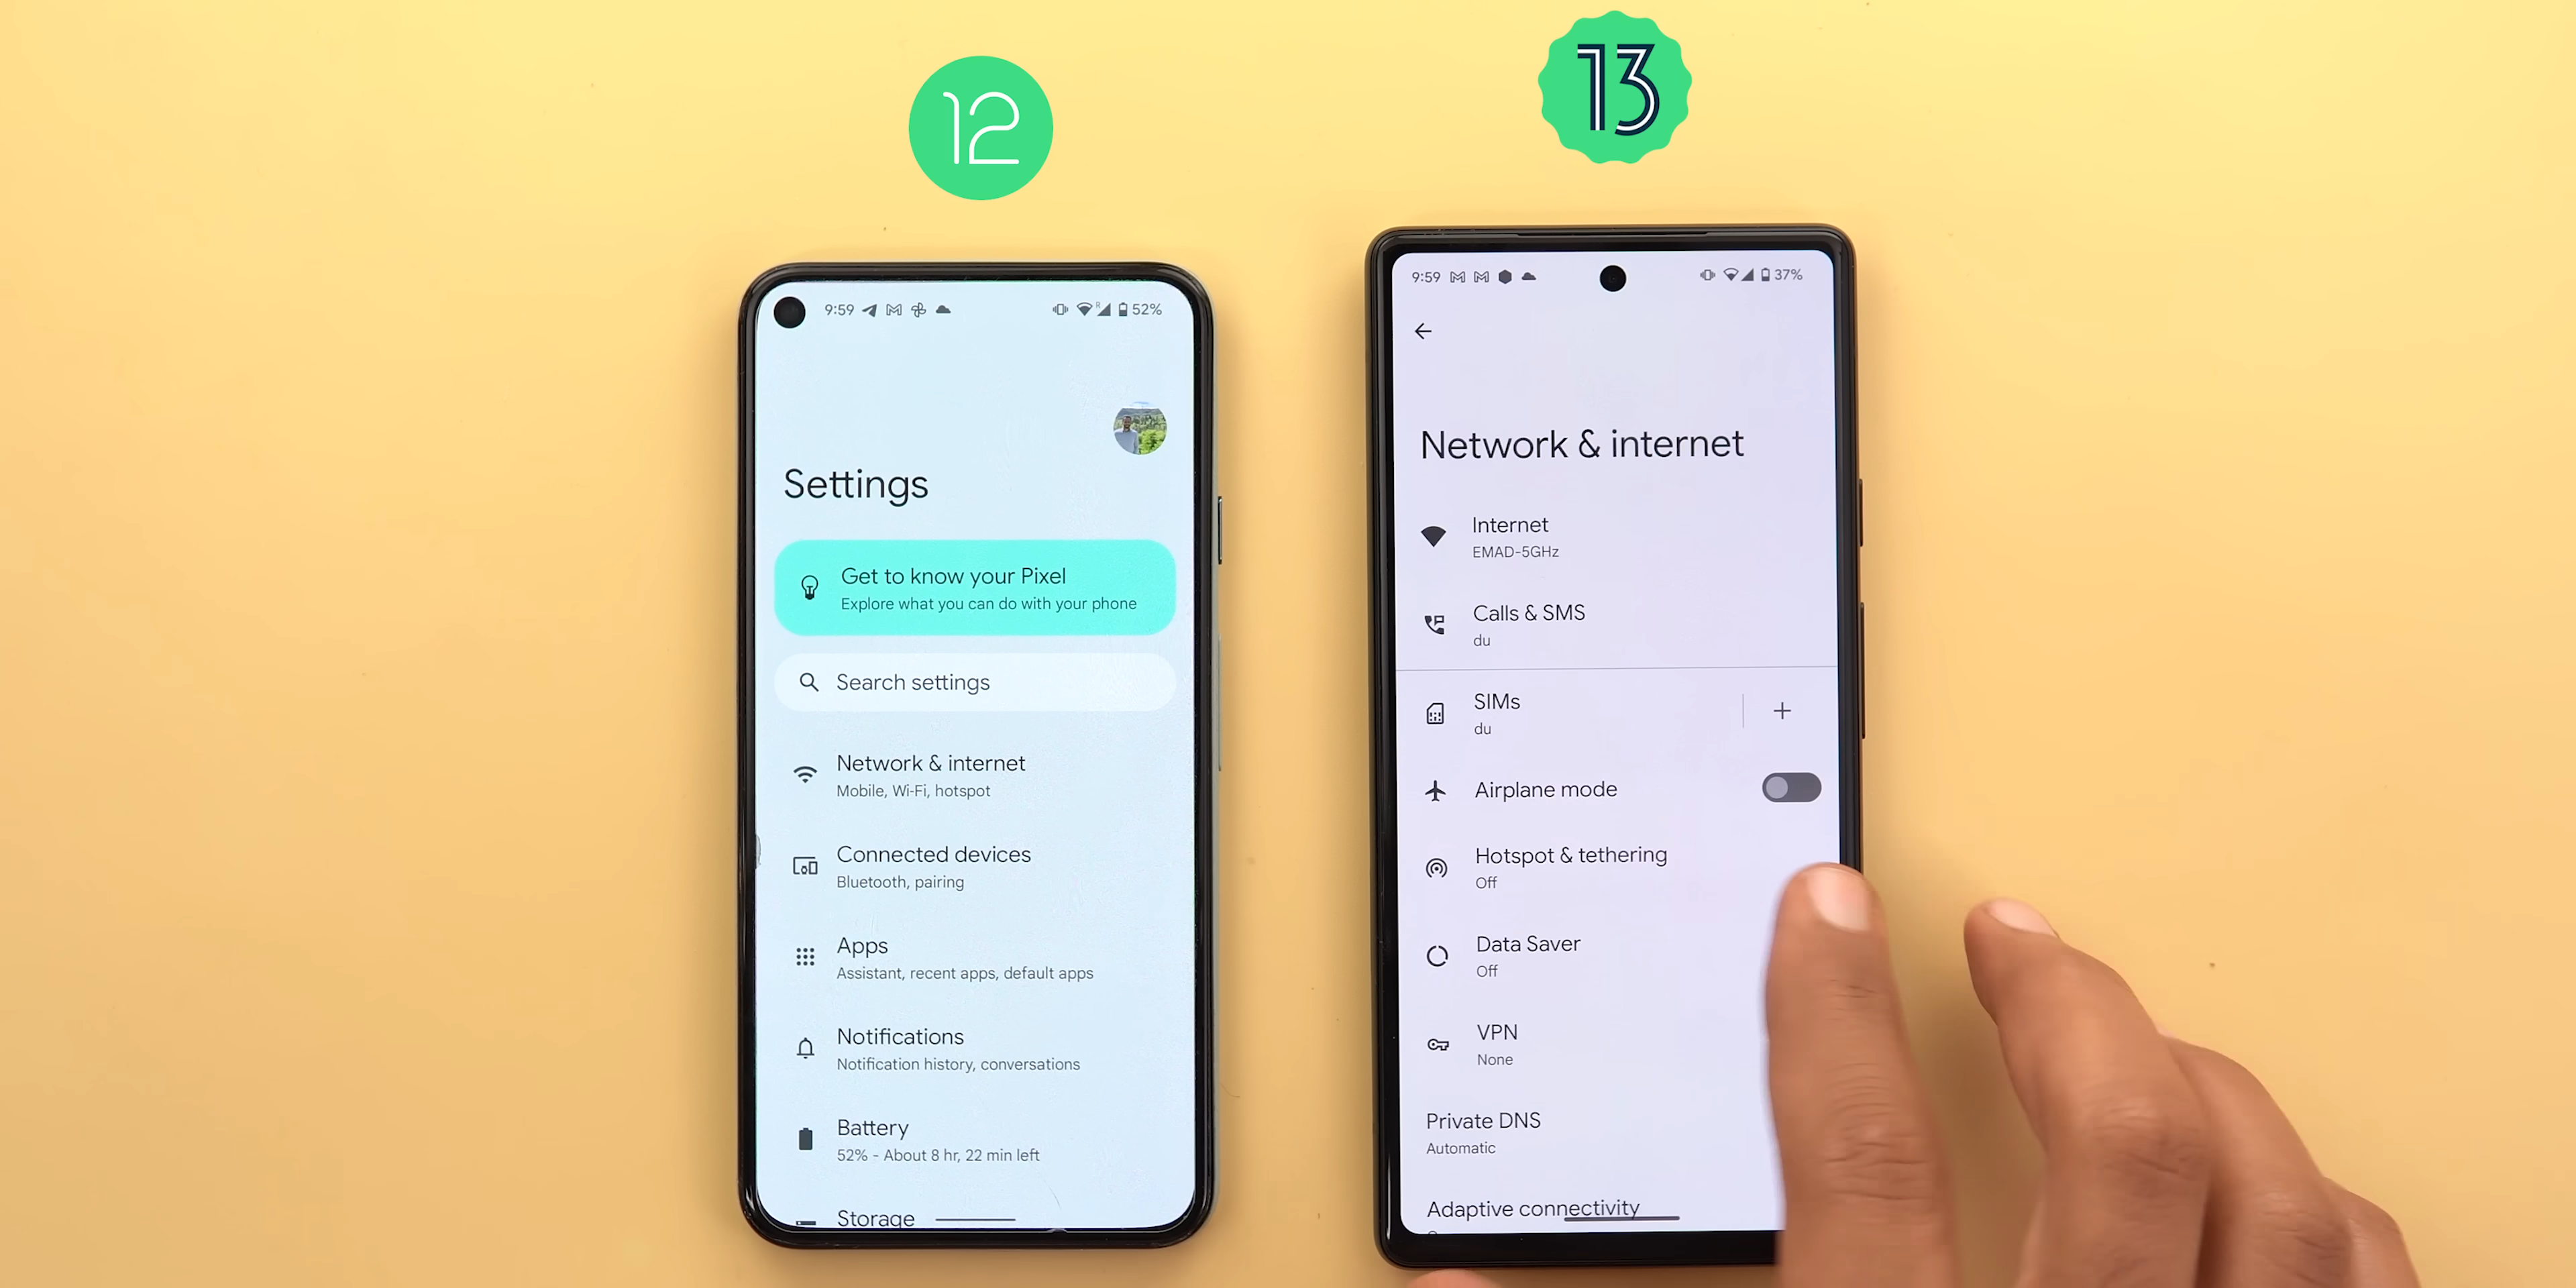 12
13
9:59
52%
Settings
Get to know your Pixel
Explore what you can do with your phone
Search settings
Network & internet
Mobile, Wi-Fi, hotspot
Connected devices
Bluetooth, pairing
Apps
Assistant, recent apps, default apps
Notifications
Notification history, conversations
Battery
52% - About 8 hr, 22 min left
Storage
9:59
37%
Network & internet
Internet
EMAD-5GHz
Calls & SMS
du
SIMs
du
Airplane mode
Hotspot & tethering
Off
Data Saver
Off
VPN
None
Private DNS
Automatic
Adaptive connectivity